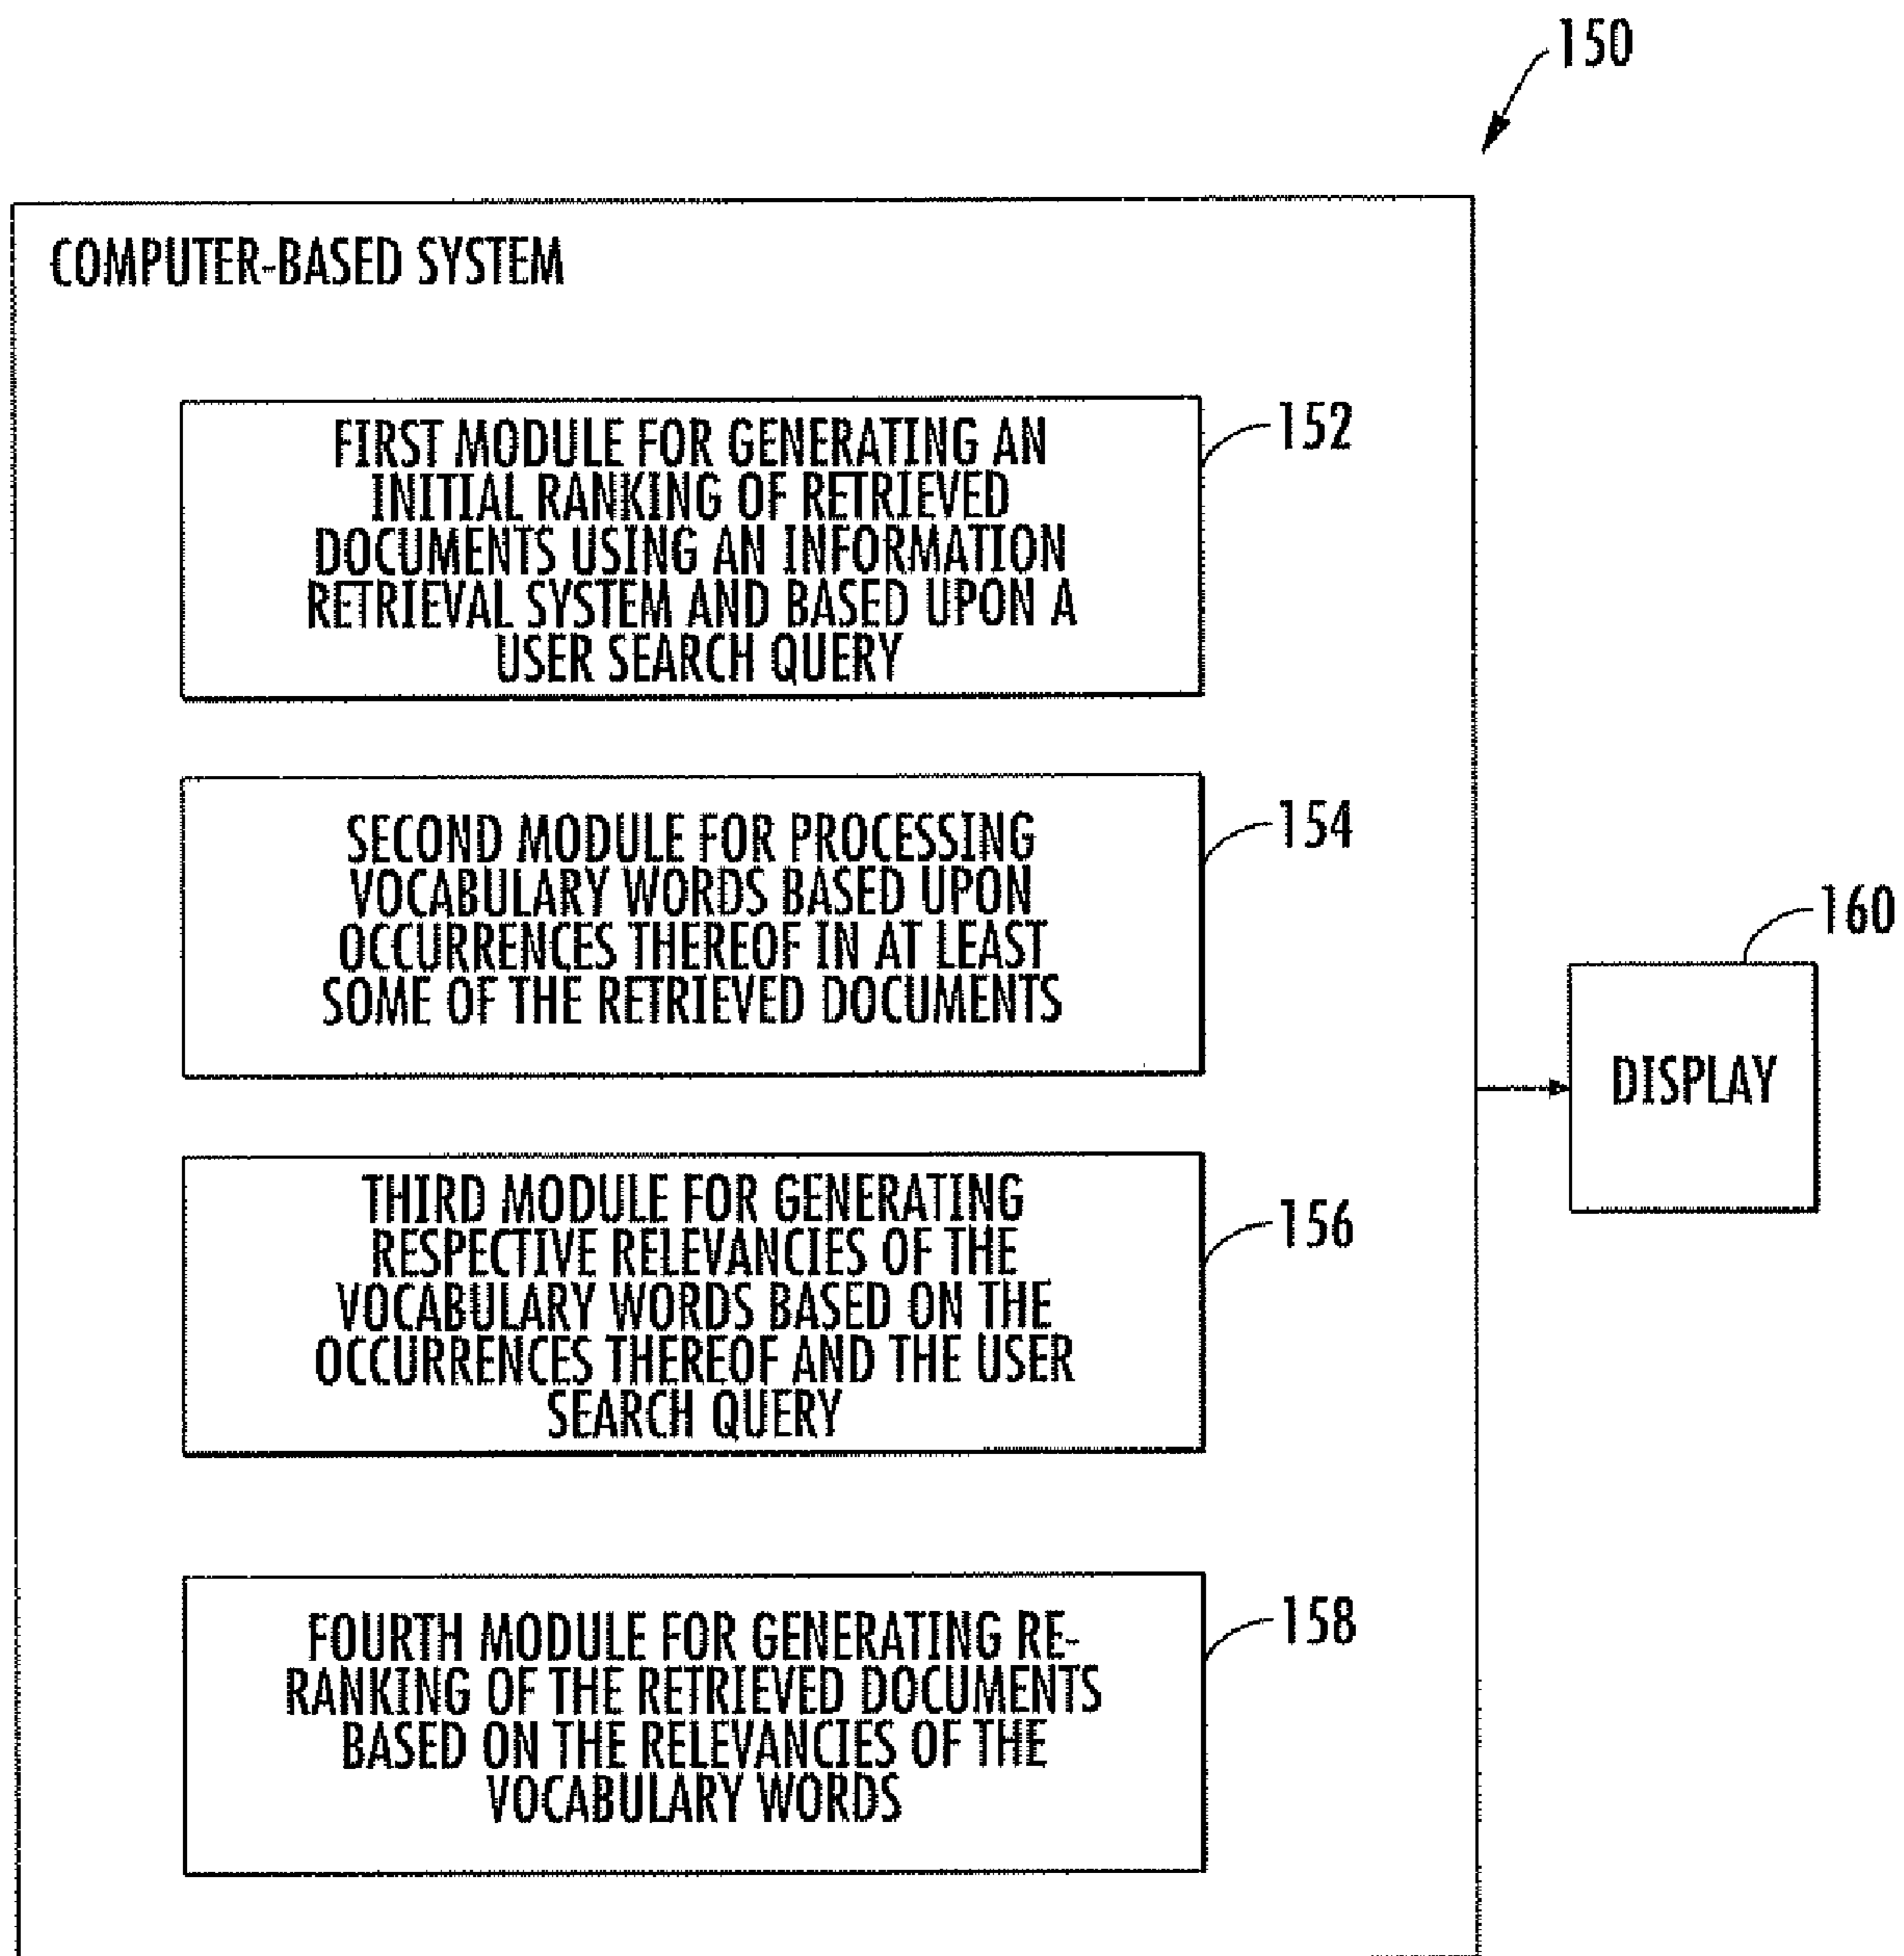 150
COMPUTER-BASED SYSTEM
FIRST MODULE FOR GENERATING AN
INITIAL RANKING OF RETRIEVED
DOCUMENTS USING AN INFORMATION
RETRIEVAL SYSTEM AND BASED UPON A
USER SEARCH QUERY
152
SECOND MODULE FOR PROCESSING
VOCABULARY WORDS BASED UPON
OCCURRENCES THEREOF IN AT LEAST
SOME OF THE RETRIEVED DOCUMENTS
154
160
DISPLAY
THIRD MODULE FOR GENERATING
RESPECTIVE RELEVANCIES OF THE
VOCABULARY WORDS BASED ON THE
OCCURRENCES THEREOF AND THE USER
SEARCH QUERY
156
FOURTH MODULE FOR GENERATING RE-
RANKING OF THE RETRIEVED DOCUMENTS
BASED ON THE RELEVANCIES OF THE
VOCABULARY WORDS
158